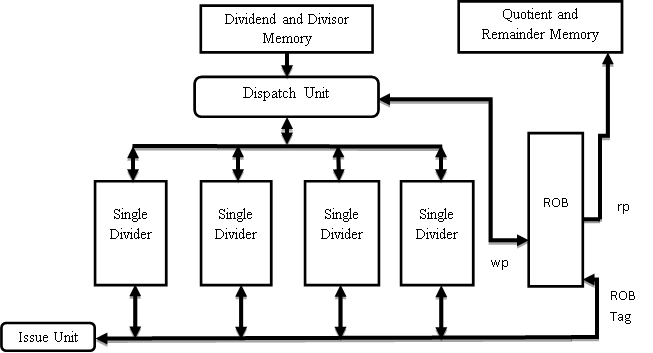 Dividend and Divisor
Memory
Quotient and
Remainder Memory
Dispatch Unit
Single
Divider
Single
Divider
Single
Divider
Single
Divider
ROB
rp
wp
ROB
Tag
Issue Unit